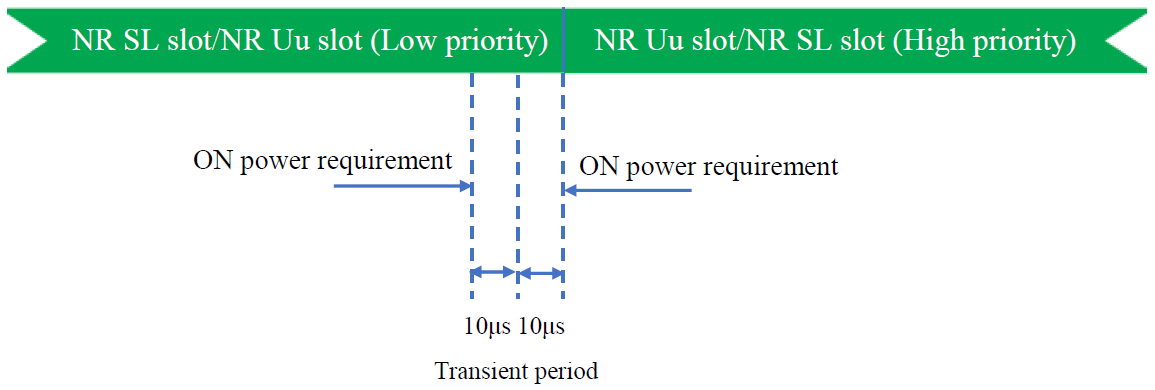 NR SL slot/NR Uu slot (Low priority)
NR Uu slot/NR SL slot (High priority)
ON power requirement
ON power requirement
10μs 10μs
Transient period